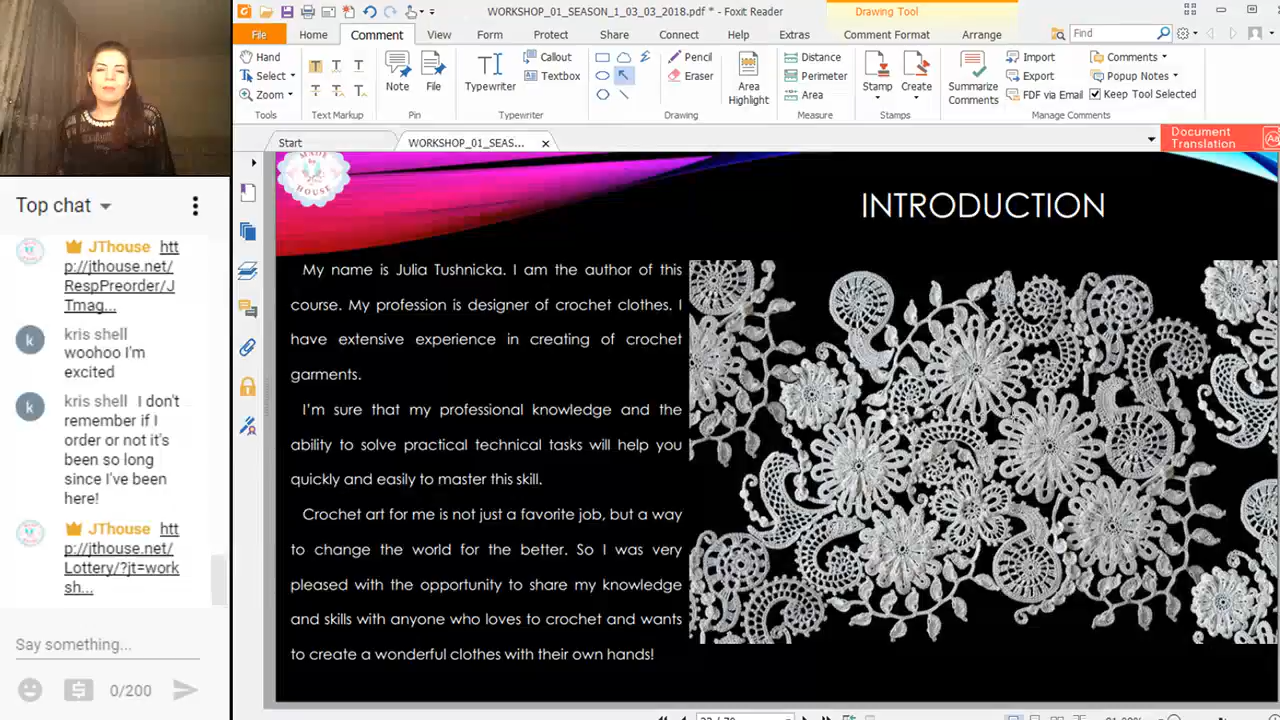 WORKSHOP_01_SEASON_1_03_03_2018.pdf * - Foxit Reader
Drawing Tool
File Home Comment View Form Protect Share Connect Help Extras Comment Format Arrange Find
Hand
Select
Zoom
Tools
T T T
T T T
Text Markup
Note
File
Pin
Typewriter
Callout
Textbox
Typewriter
Pencil
Eraser
Area
Highlight
Drawing
Distance
Perimeter
Area
Measure
Stamp
Create
Stamps
Summarize
Comments
Import
Export
FDF via Email
Comments
Popup Notes
Keep Tool Selected
Manage Comments
Start
WORKSHOP_01_SEAS...
Document
Translation
Top chat
JThouse htt
p://jthouse.net/
RespPreorder/J
Tmag...
k
kris shell
woohoo I'm
excited
k
kris shell I don't
remember if I
order or not it's
been so long
since I've been
here!
JThouse htt
p://jthouse.net/
Lottery/?jt=work
sh...
Say something...
0/200
MADE
HOUSE
INTRODUCTION
My name is Julia Tushnicka. I am the author of this
course. My profession is designer of crochet clothes. I
have extensive experience in creating of crochet
garments.
I'm sure that my professional knowledge and the
ability to solve practical technical tasks will help you
quickly and easily to master this skill.
Crochet art for me is not just a favorite job, but a way
to change the world for the better. So I was very
pleased with the opportunity to share my knowledge
and skills with anyone who loves to crochet and wants
to create a wonderful clothes with their own hands!